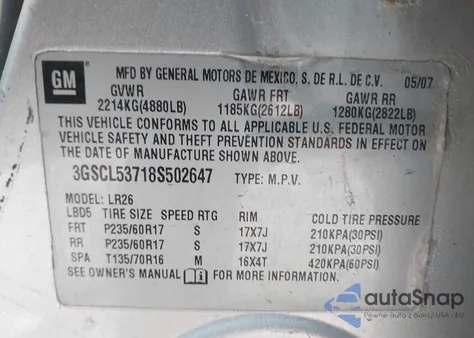 GM
MFD BY GENERAL MOTORS DE MEXICO, S. DE R.L. DE C.V. 05/07
GVWR GAWR FRT GAWR RR
2214KG(4880LB) 1185KG(2612LB) 1280KG(2822LB)
THIS VEHICLE CONFORMS TO ALL APPLICABLE U.S. FEDERAL MOTOR
VEHICLE SAFETY AND THEFT PREVENTION STANDARDS IN EFFECT ON
THE DATE OF MANUFACTURE SHOWN ABOVE.
3GSCL53718S502647 TYPE: M.P.V.
MODEL: LR26
LBD5 TIRE SIZE SPEED RTG RIM COLD TIRE PRESSURE
FRT P235/60R17 S 17X7J 210KPA(30PSI)
RR P235/60R17 S 17X7J 210KPA(30PSI)
SPA T135/70R16 M 16X4T 420KPA(60PSI)
SEE OWNER'S MANUAL i FOR MORE INFORMATION.
autoSnap
Pewne auto z USA i EU